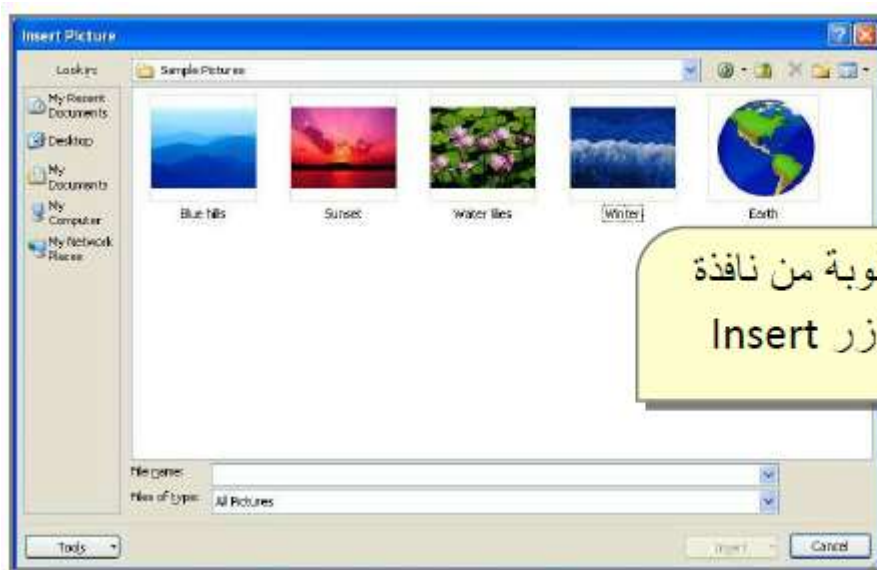 Insert Picture
Look in:
Sample Pictures
My Recent
Documents
Desktop
My
Documents
My
Computer
My Network
Places
Blue hills
Sunset
Water lilies
Winter
Earth
وبة من نافذة
زر Insert
File name:
Files of type:
All Pictures
Tools
Insert
Cancel